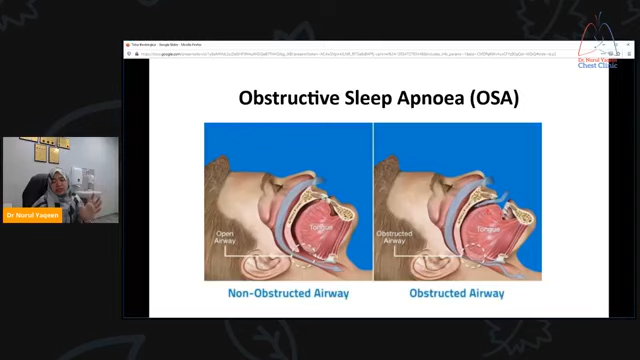 Dr Nurul Yaqeen
Chest Clinic
Obstructive Sleep Apnoea (OSA)
Tongue
Open
Airway
Non-Obstructed Airway
Tongue
Obstructed
Airway
Obstructed Airway
Dr Nurul Yaqeen